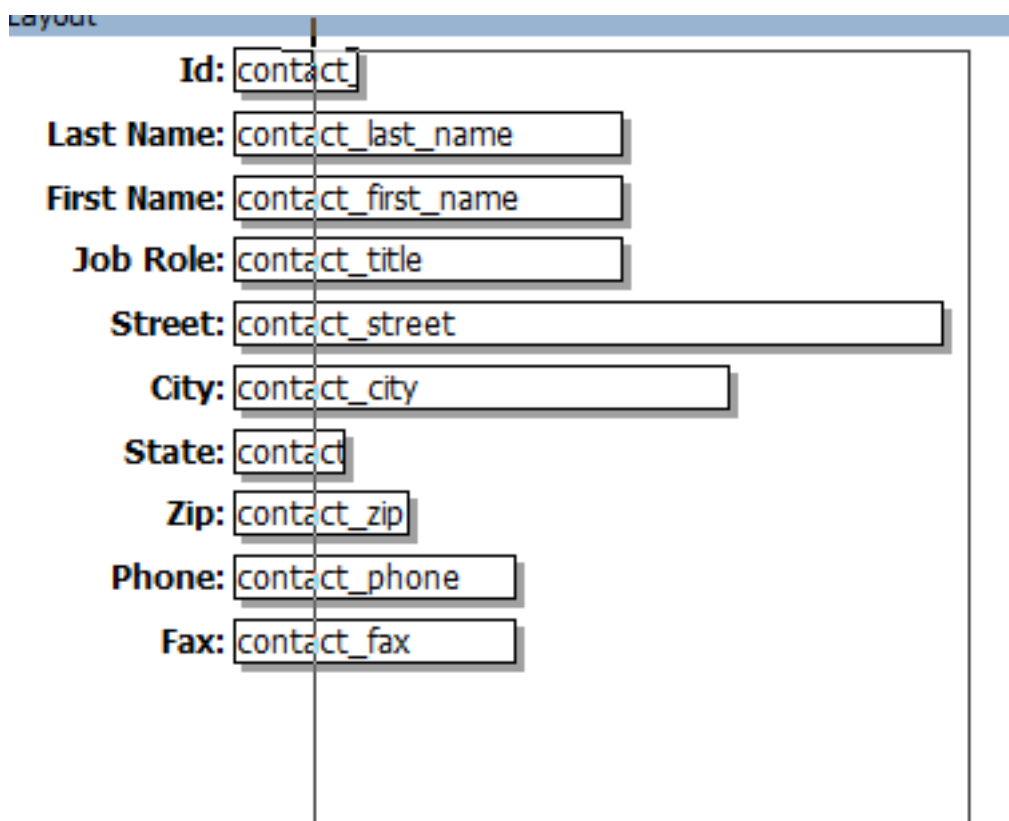 Layout
Id: contact_
Last Name: contact_last_name
First Name: contact_first_name
Job Role: contact_title
Street: contact_street
City: contact_city
State: contact
Zip: contact_zip
Phone: contact_phone
Fax: contact_fax